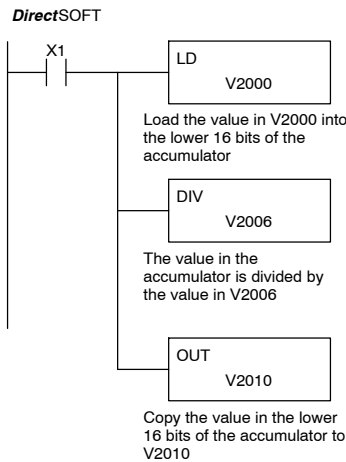 DirectSOFT
X1
LD
V2000
Load the value in V2000 into
the lower 16 bits of the
accumulator
DIV
V2006
The value in the
accumulator is divided by
the value in V2006
OUT
V2010
Copy the value in the lower
16 bits of the accumulator to
V2010